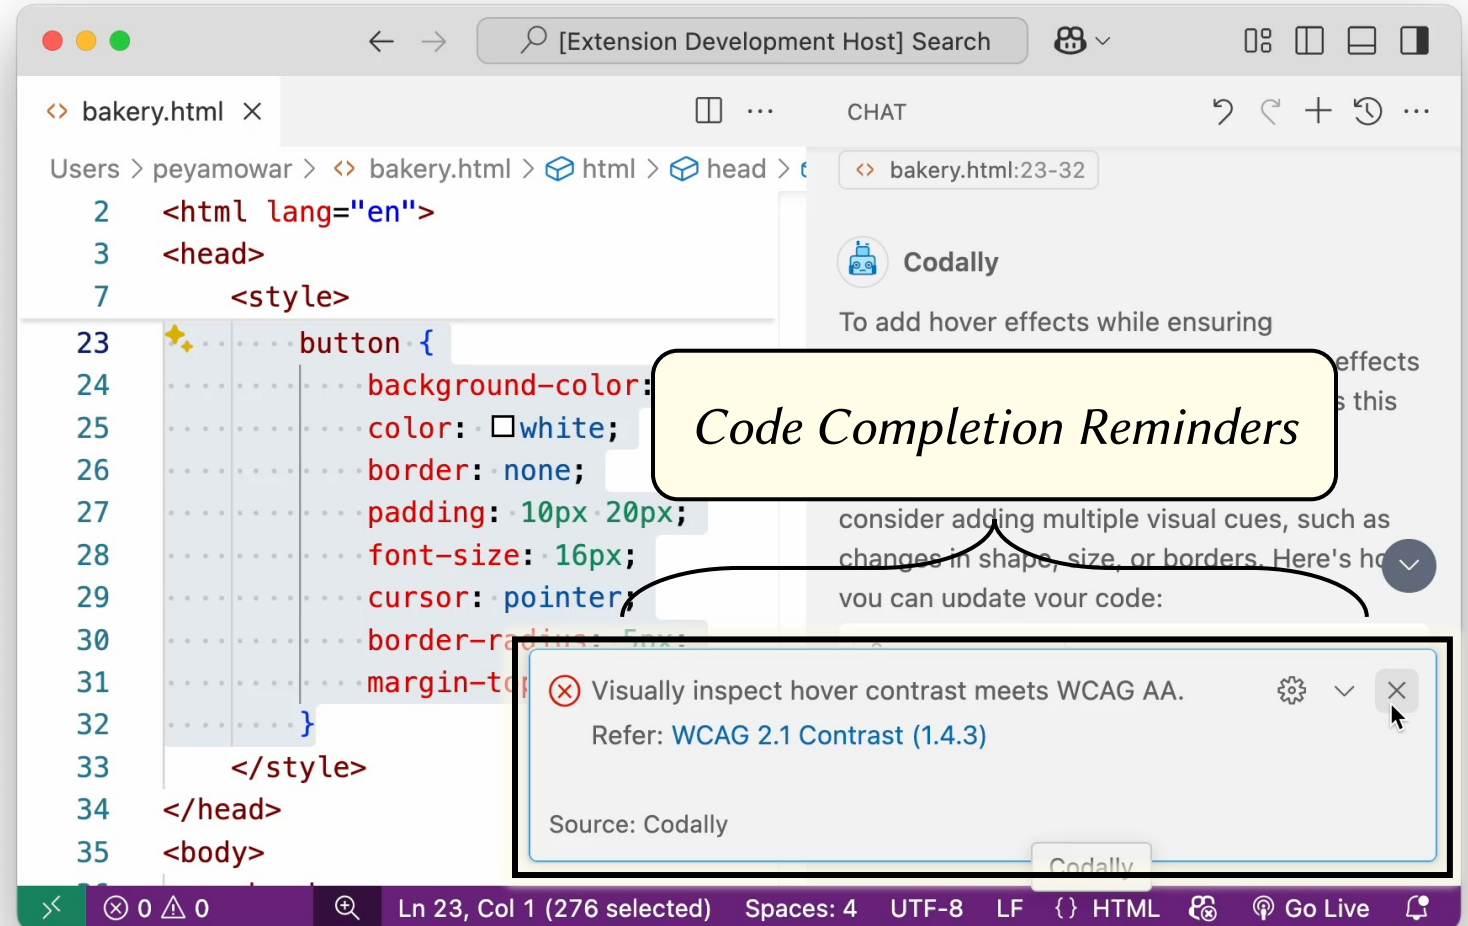 [Extension Development Host] Search
bakery.html
CHAT
Users > peyamowar > bakery.html > html > head >
bakery.html:23-32
2 <html lang="en">
3 <head>
7 <style>
23 button {
24 background-color:
25 color: white;
26 border: none;
27 padding: 10px 20px;
28 font-size: 16px;
29 cursor: pointer;
30 border-radius: 5px;
31 margin-top
32 }
33 </style>
34 </head>
35 <body>
Codally
To add hover effects while ensuring
effects
this
Code Completion Reminders
consider adding multiple visual cues, such as
changes in shape, size, or borders. Here's
you can update your code:
Visually inspect hover contrast meets WCAG AA.
Refer: WCAG 2.1 Contrast (1.4.3)
Source: Codally
Codally
0 0
Ln 23, Col 1 (276 selected) Spaces: 4 UTF-8 LF {} HTML Go Live